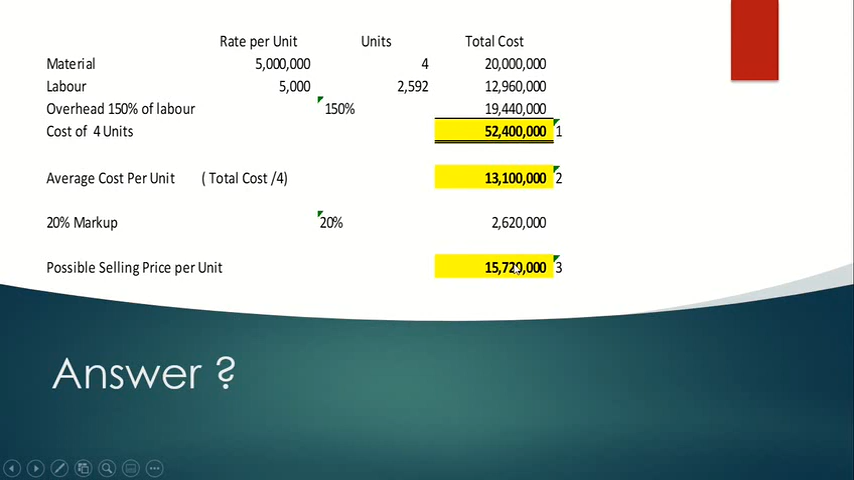 Rate per Unit Units Total Cost
Material 5,000,000 4 20,000,000
Labour 5,000 2,592 12,960,000
Overhead 150% of labour 150% 19,440,000
Cost of 4 Units 52,400,000 1
Average Cost Per Unit ( Total Cost /4) 13,100,000 2
20% Markup 20% 2,620,000
Possible Selling Price per Unit 15,720,000 3
Answer ?